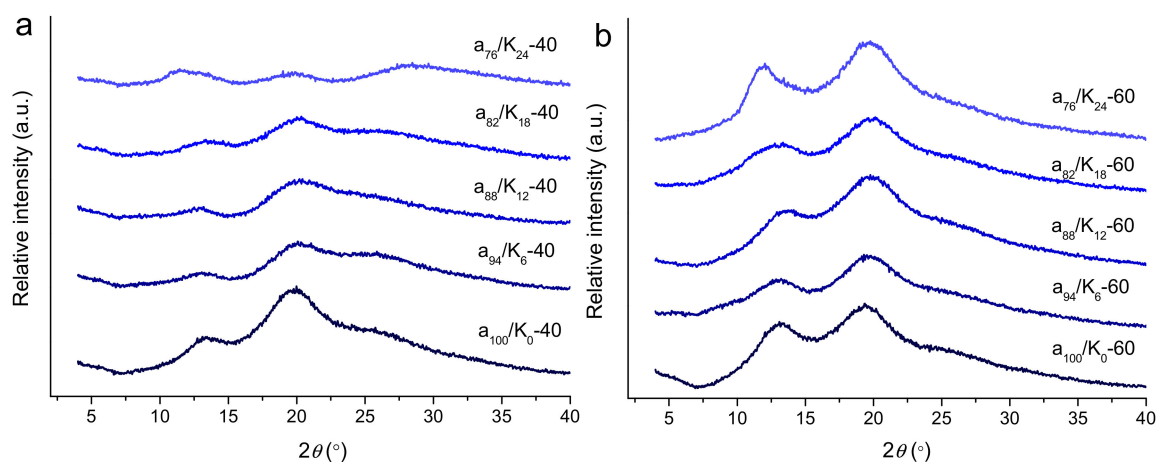 a
Relative intensity (a.u.)
a76/K24-40
a82/K18-40
a88/K12-40
a94/K6-40
a100/K0-40
5 10 15 20 25 30 35 40
2θ (°)
b
Relative intensity (a.u.)
a76/K24-60
a82/K18-60
a88/K12-60
a94/K6-60
a100/K0-60
5 10 15 20 25 30 35 40
2θ (°)